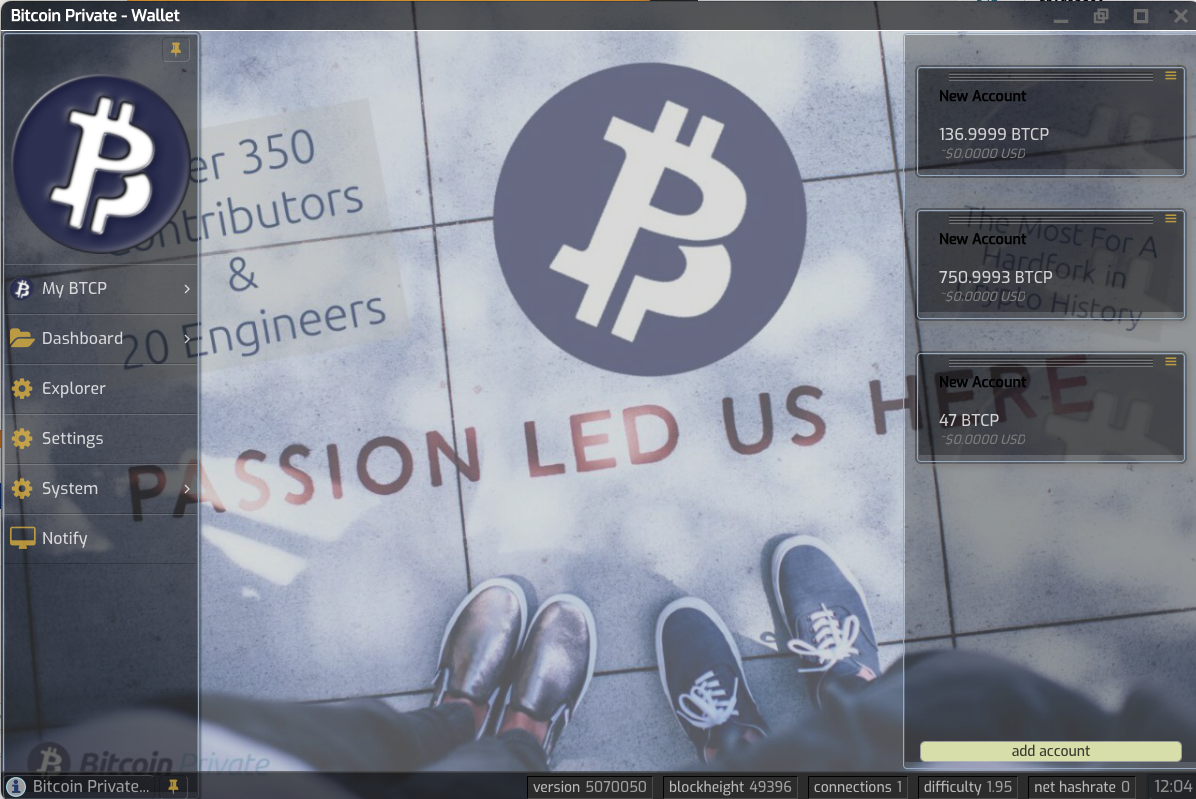 Bitcoin Private - Wallet
er 350
ontributors
&
20 Engineers
PASSION LED US HERE
My BTCP
Dashboard
Explorer
Settings
System
Notify
New Account
136.9999 BTCP
~$0.0000 USD
The Most For A
Hardfork in
Crypto History
New Account
750.9993 BTCP
~$0.0000 USD
New Account
47 BTCP
~$0.0000 USD
add account
Bitcoin Private
Bitcoin Private...
version 5070050
blockheight 49396
connections 1
difficulty 1.95
net hashrate 0
12:04